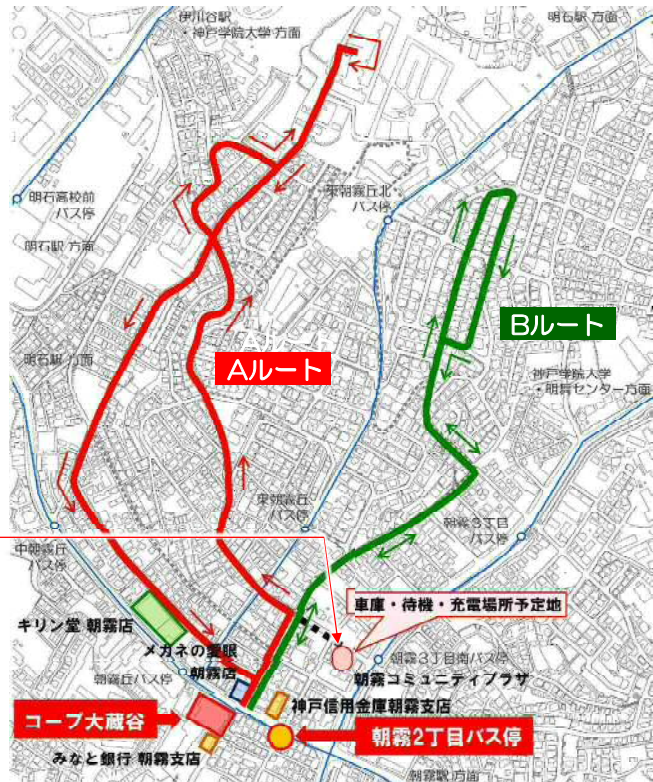 伊川谷駅
・神戸学院大学 方面
明石駅 方面
明石高校前
バス停
東朝霧丘北
バス停
明石駅 方面
Bルート
Aルート
Aルート
明石駅 方面
神戸学院大学
・明舞センター方面
東朝霧丘
バス停
朝霧3丁目
バス停
中朝霧丘
バス停
車庫・待機・充電場所予定地
キリン堂 朝霧店
メガネの愛眼
朝霧店
朝霧3丁目南バス停
朝霧コミュニティプラザ
朝霧丘バス停
神戸信用金庫朝霧支店
コープ大蔵谷
朝霧2丁目バス停
みなと銀行 朝霧支店
朝霧駅 方面